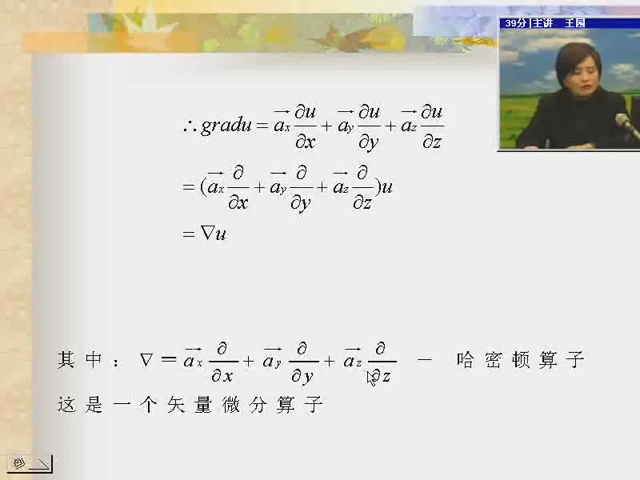 39分|主讲 王园
∴ gradu = a⃗x ∂u/∂x + a⃗y ∂u/∂y + a⃗z ∂u/∂z
= (a⃗x ∂/∂x + a⃗y ∂/∂y + a⃗z ∂/∂z)u
= ∇u
其中：∇ = a⃗x ∂/∂x + a⃗y ∂/∂y + a⃗z ∂/∂z － 哈密顿算子
这是一个矢量微分算子